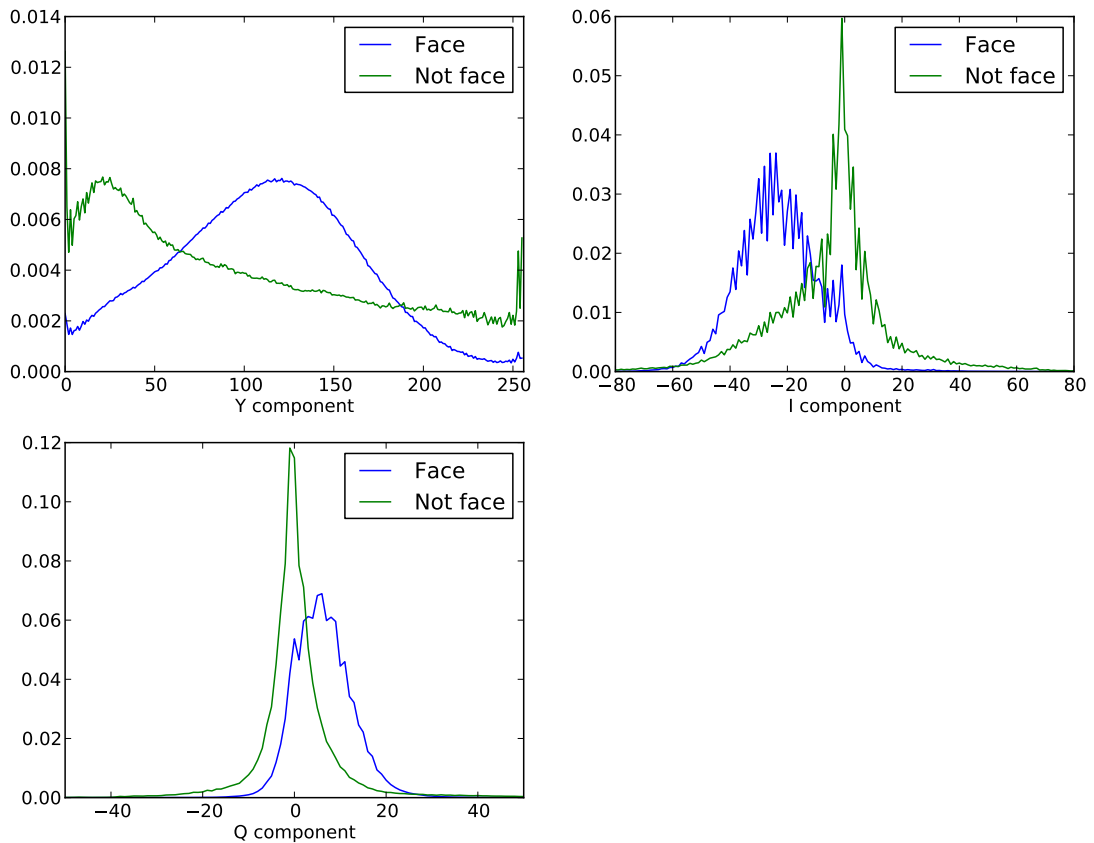 0.014
0.012
0.010
0.008
0.006
0.004
0.002
0.000
0 50 100 150 200 250
Y component
Face
Not face
0.06
0.05
0.04
0.03
0.02
0.01
0.00
−80 −60 −40 −20 0 20 40 60 80
I component
Face
Not face
0.12
0.10
0.08
0.06
0.04
0.02
0.00
−40 −20 0 20 40
Q component
Face
Not face